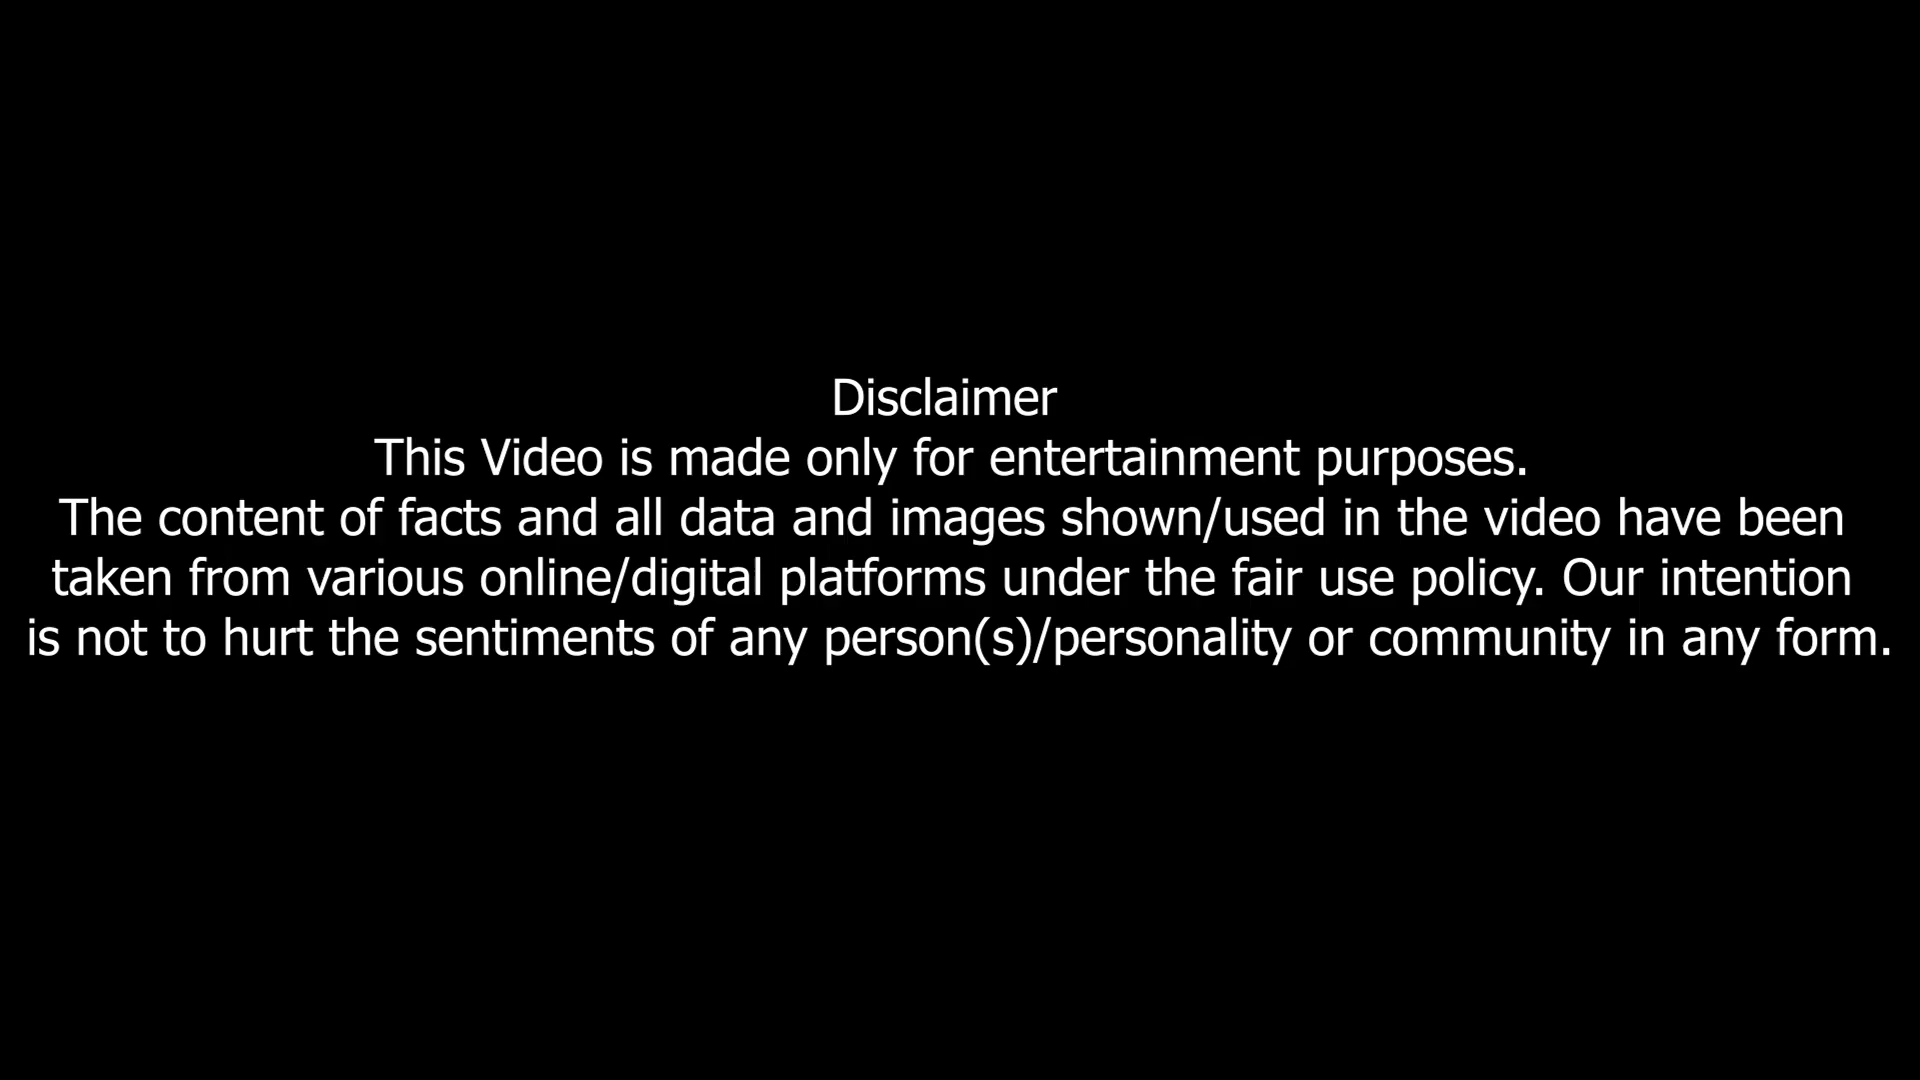 Disclaimer
This Video is made only for entertainment purposes.
The content of facts and all data and images shown/used in the video have been
taken from various online/digital platforms under the fair use policy. Our intention
is not to hurt the sentiments of any person(s)/personality or community in any form.